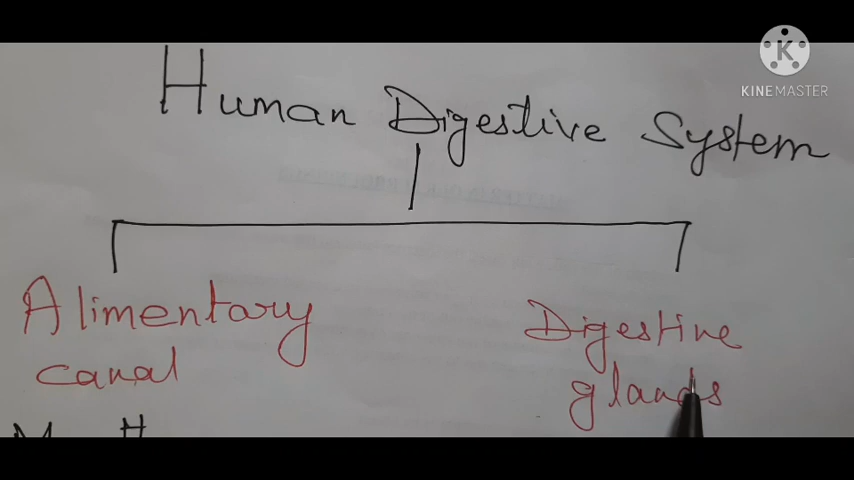 KINEMASTER
Human Digestive System
Alimentary
canal
Digestive
glands